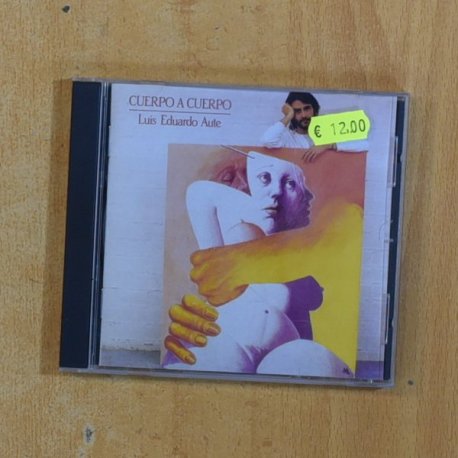 CUERPO A CUERPO
Luis Eduardo Aute
€ 12.00